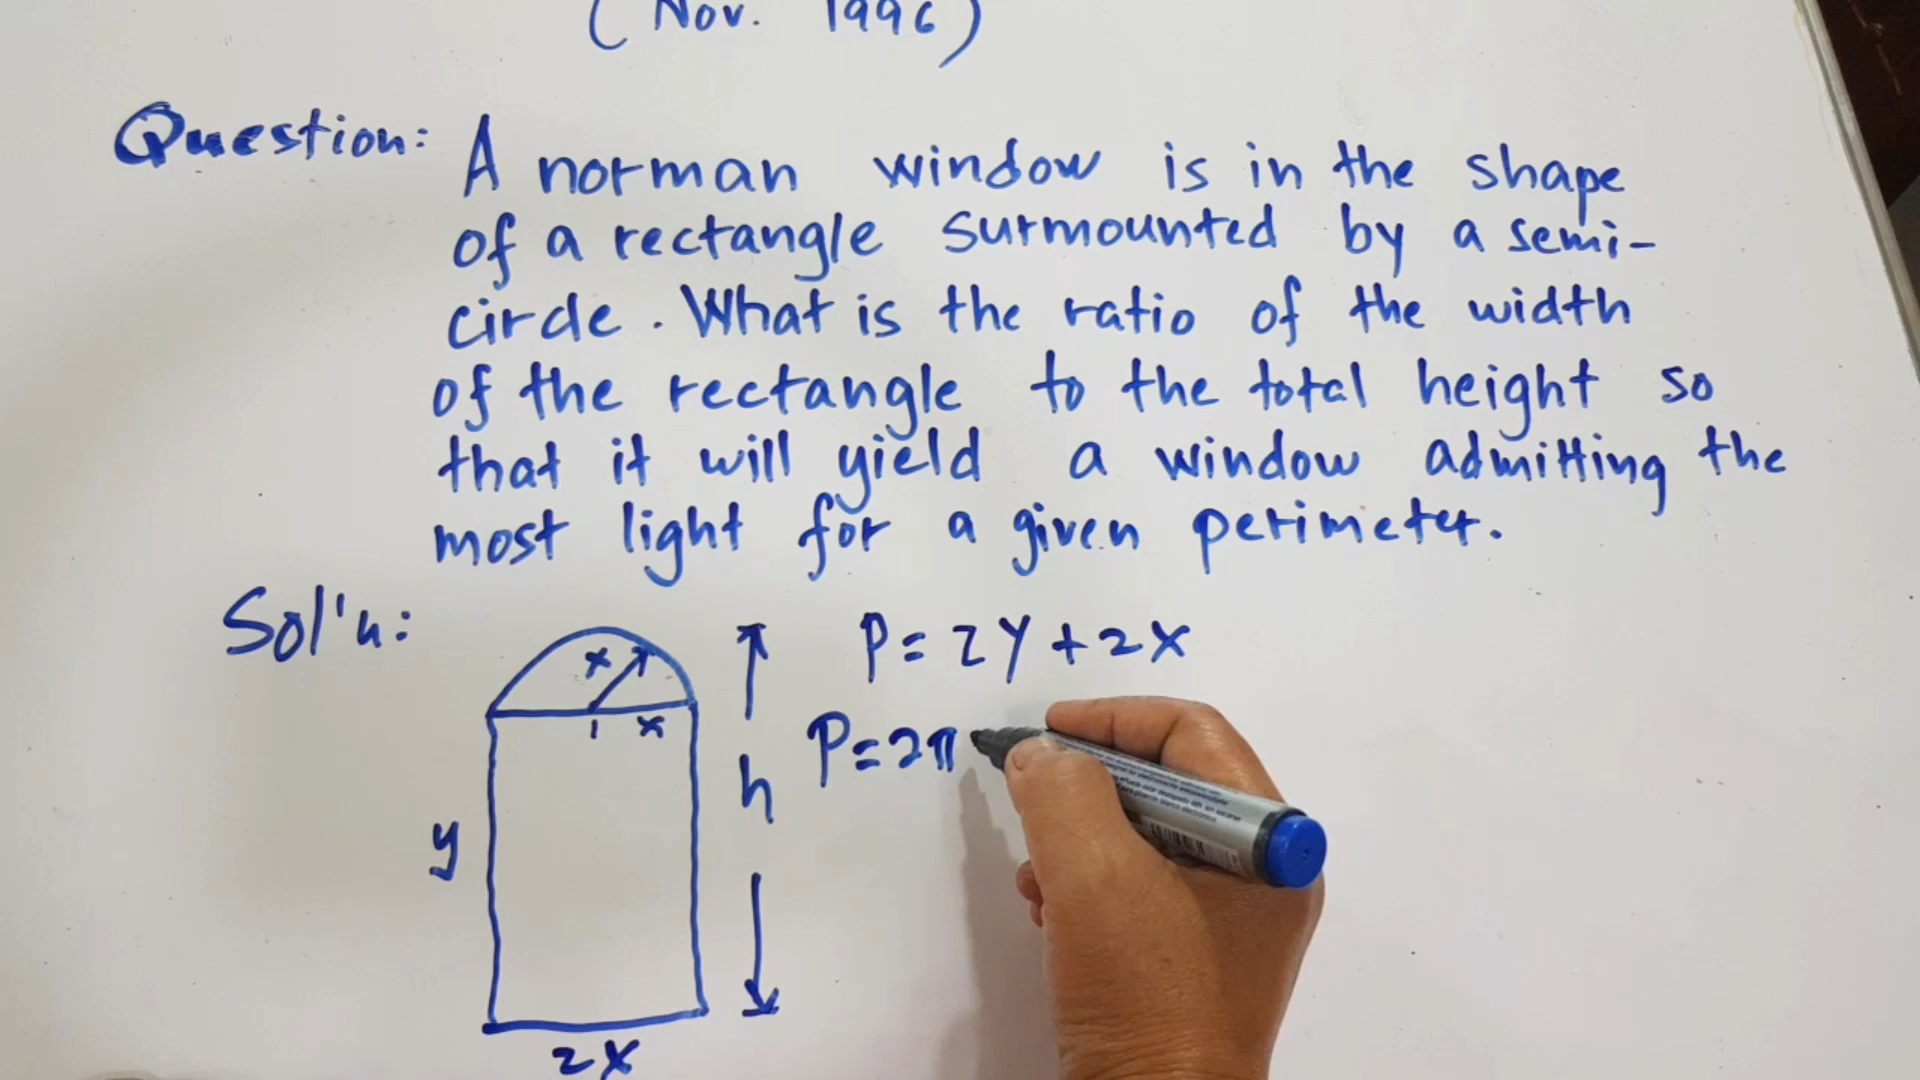 ( Nov. 1996 )
Question: A norman window is in the shape
of a rectangle surmounted by a semi-
circle. What is the ratio of the width
of the rectangle to the total height so
that it will yield a window admitting the
most light for a given perimeter.
Sol'n:
x
x
y
h
2x
P = 2Y + 2X
P = 2π